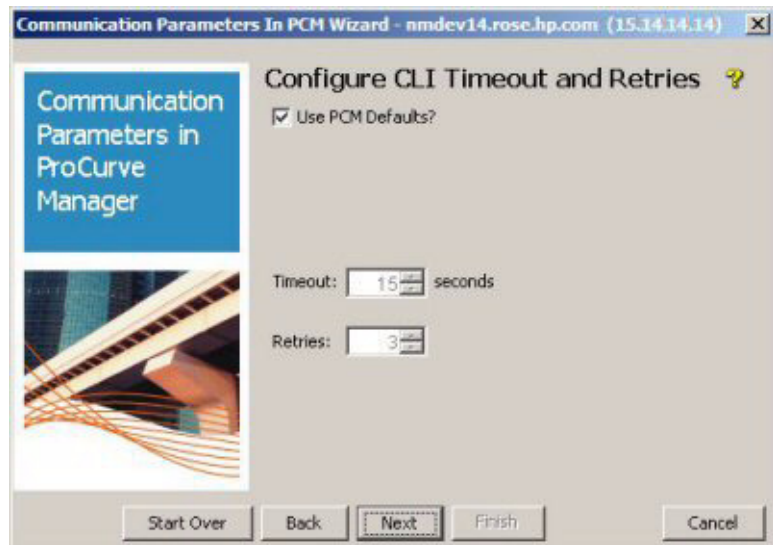 Communication Parameters In PCM Wizard - nmdev14.rose.hp.com (15.14.14.14)
Communication
Parameters in
ProCurve
Manager
Configure CLI Timeout and Retries ?
Use PCM Defaults?
Timeout: 15 seconds
Retries: 3
Start Over Back Next Finish Cancel